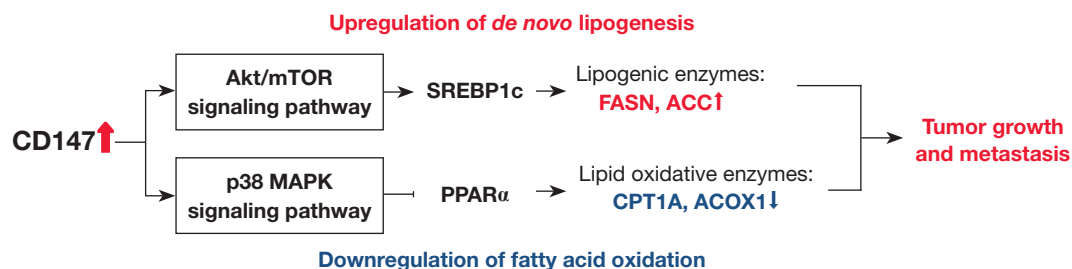 Upregulation of de novo lipogenesis
Akt/mTOR
signaling pathway
SREBP1c
Lipogenic enzymes:
FASN, ACC↑
CD147↑
Tumor growth
and metastasis
p38 MAPK
signaling pathway
PPARα
Lipid oxidative enzymes:
CPT1A, ACOX1↓
Downregulation of fatty acid oxidation